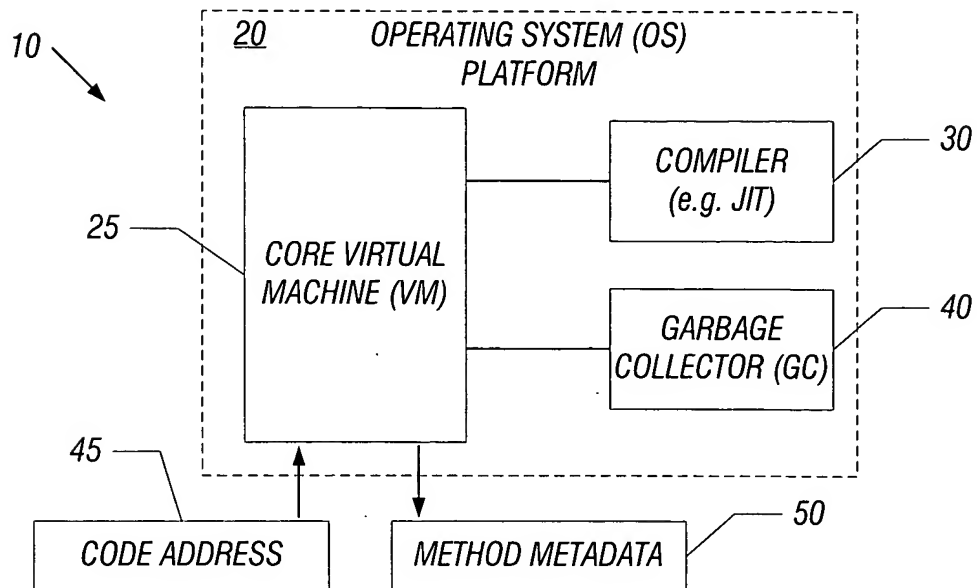 10
20
OPERATING SYSTEM (OS)
PLATFORM
25
CORE VIRTUAL
MACHINE (VM)
COMPILER
(e.g. JIT)
30
GARBAGE
COLLECTOR (GC)
40
45
CODE ADDRESS
METHOD METADATA
50